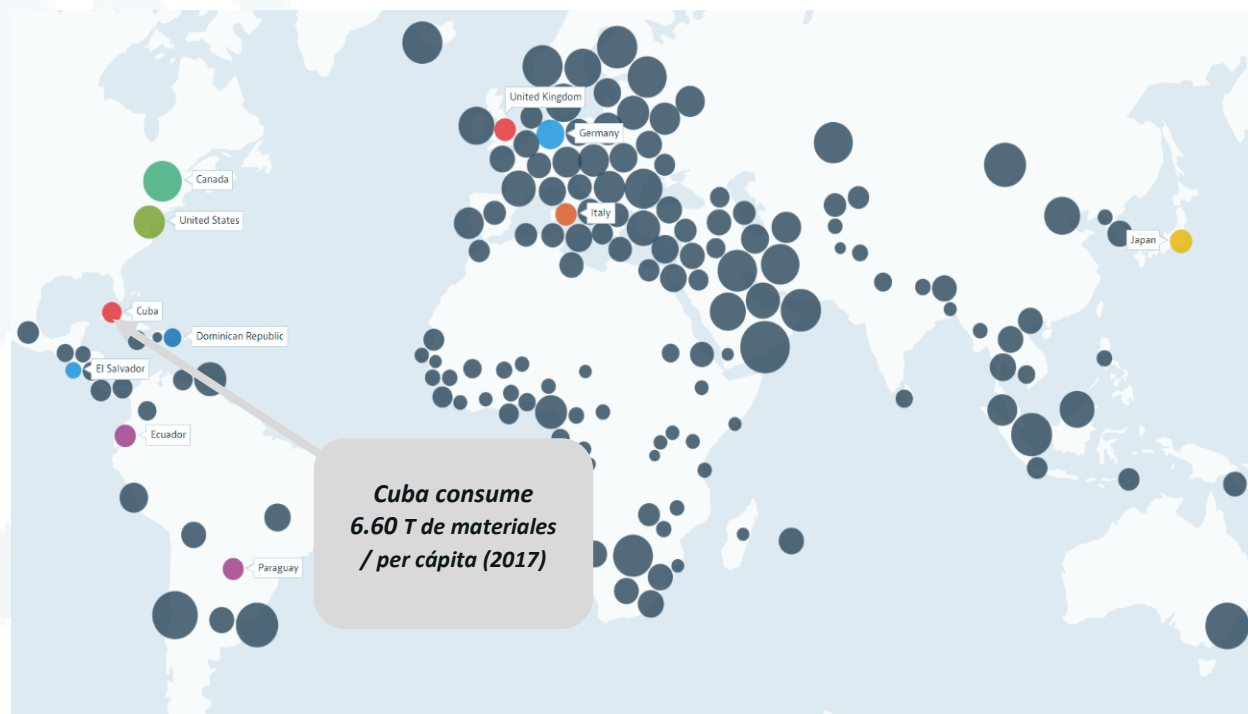 United Kingdom
Germany
Canada
Italy
United States
Japan
Cuba
Dominican Republic
El Salvador
Ecuador
Cuba consume
6.60 T de materiales
/ per cápita (2017)
Paraguay